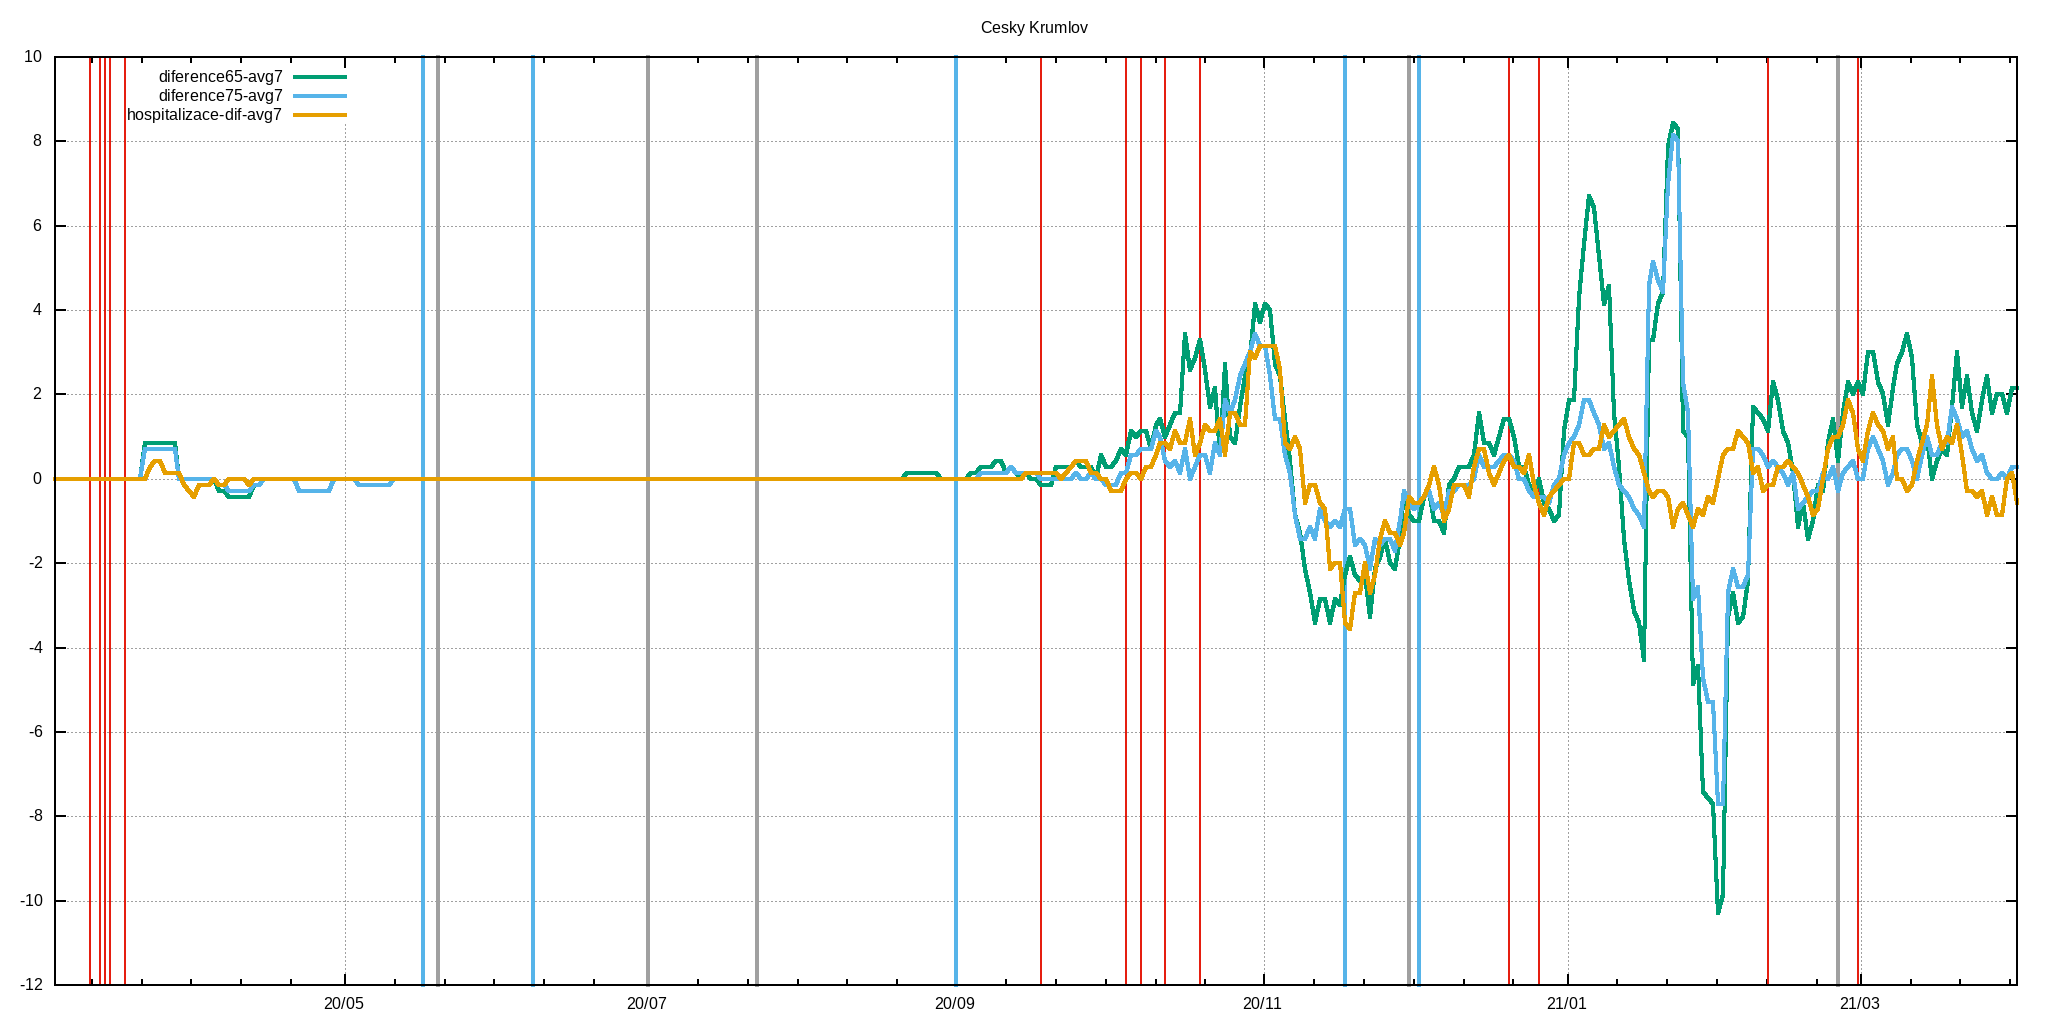 Cesky Krumlov
10
8
6
4
2
0
-2
-4
-6
-8
-10
-12
diference65-avg7
diference75-avg7
hospitalizace-dif-avg7
20/05 20/07 20/09 20/11 21/01 21/03